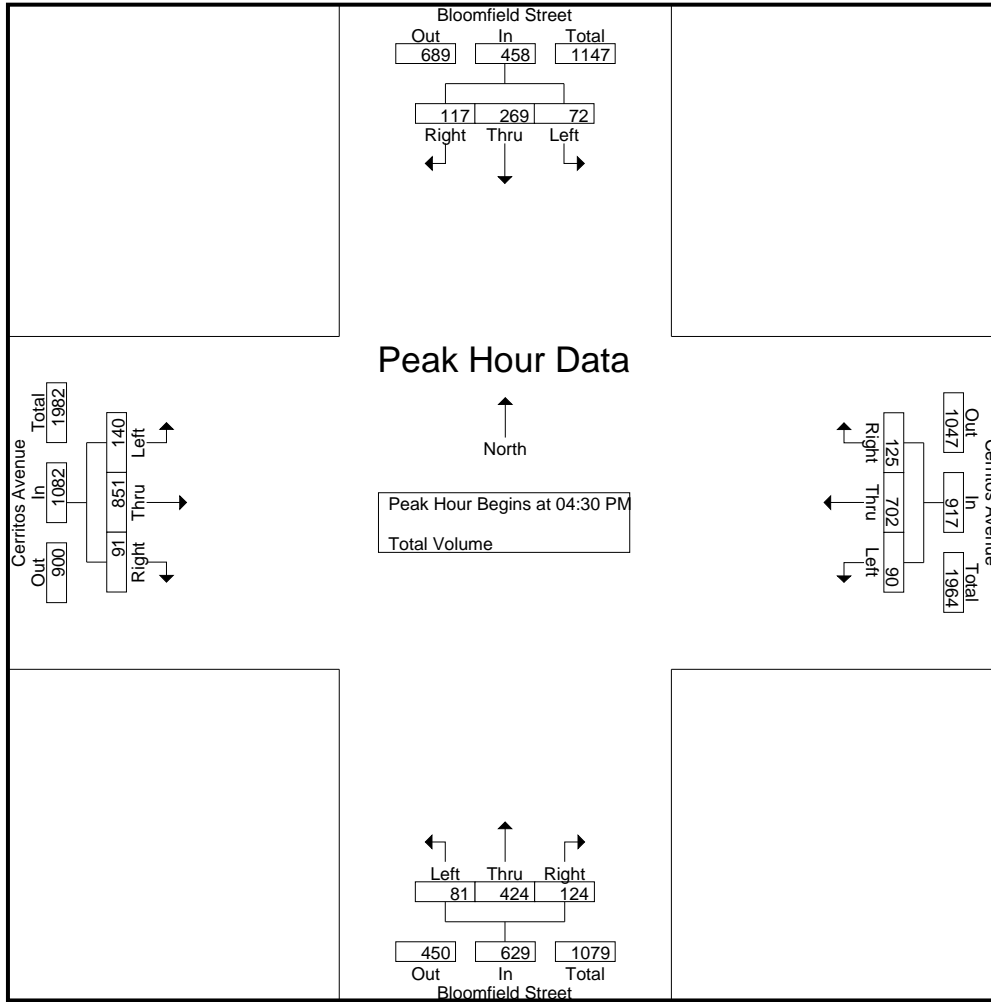 Bloomfield Street
Out In Total
689 458 1147
117 269 72
Right Thru Left
Peak Hour Data
North
Peak Hour Begins at 04:30 PM
Total Volume
Cerritos Avenue
Out In Total
900 1082 1982
91 851 140
Right Thru Left
Cerritos Avenue
Out In Total
1047 917 1964
125 702 90
Right Thru Left
Left Thru Right
81 424 124
450 629 1079
Out In Total
Bloomfield Street